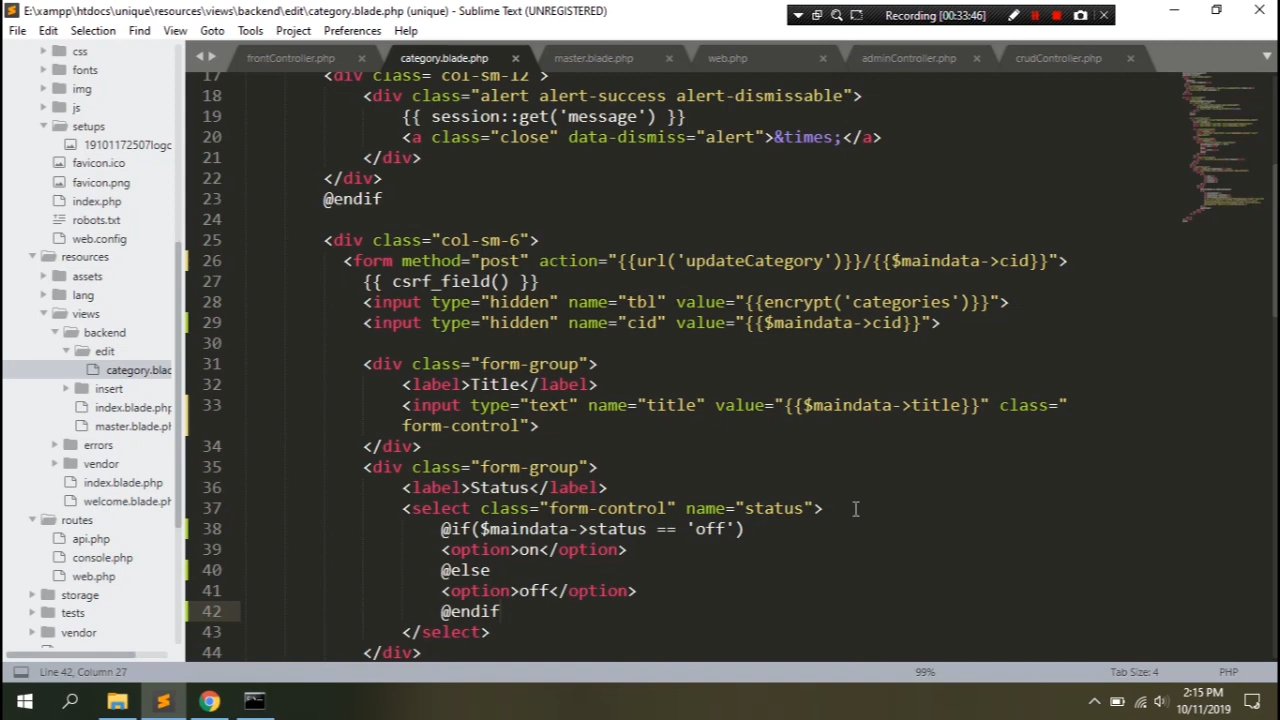 E:\xampp\htdocs\unique\resources\views\backend\edit\category.blade.php (unique) - Sublime Text (UNREGISTERED)
Recording [00:33:46]
File Edit Selection Find View Goto Tools Project Preferences Help
frontController.php
category.blade.php
master.blade.php
web.php
adminController.php
crudController.php
css
fonts
img
js
setups
19101172507logo
favicon.ico
favicon.png
index.php
robots.txt
web.config
resources
assets
lang
views
backend
edit
category.blad
insert
index.blade.php
master.blade.ph
errors
vendor
index.blade.php
welcome.blade.ph
routes
api.php
console.php
web.php
storage
tests
vendor
17 <div class="col-sm-12">
18 <div class="alert alert-success alert-dismissable">
19 {{ session::get('message') }}
20 <a class="close" data-dismiss="alert">&times;</a>
21 </div>
22 </div>
23 @endif
24
25 <div class="col-sm-6">
26 <form method="post" action="{{url('updateCategory')}}/{{$maindata->cid}}">
27 {{ csrf_field() }}
28 <input type="hidden" name="tbl" value="{{encrypt('categories')}}">
29 <input type="hidden" name="cid" value="{{$maindata->cid}}">
30
31 <div class="form-group">
32 <label>Title</label>
33 <input type="text" name="title" value="{{$maindata->title}}" class="
form-control">
34 </div>
35 <div class="form-group">
36 <label>Status</label>
37 <select class="form-control" name="status">
38 @if($maindata->status == 'off')
39 <option>on</option>
40 @else
41 <option>off</option>
42 @endif
43 </select>
44 </div>
Line 42, Column 27
99%
Tab Size: 4
PHP
2:15 PM
10/11/2019